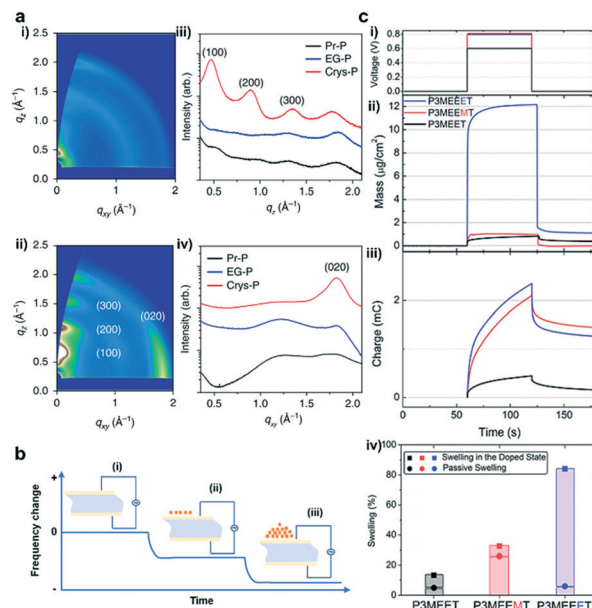 a
i)
qz (Å⁻¹)
2.5
2.0
1.5
1.0
0.5
0.0
0
1
2
qxy (Å⁻¹)
iii)
Pr-P
EG-P
Crys-P
(100)
(200)
(300)
Intensity (arb.)
0.5
1.0
1.5
2.0
qz (Å⁻¹)
ii)
qz (Å⁻¹)
2.5
2.0
1.5
1.0
0.5
0.0
(300)
(020)
(200)
(100)
0
1
2
qxy (Å⁻¹)
iv)
Pr-P
EG-P
Crys-P
(020)
Intensity (arb.)
0.5
1.0
1.5
2.0
qxy (Å⁻¹)
b
Frequency change
+
0
-
(i)
(ii)
(iii)
Time
c
i)
Voltage (V)
0.8
0.4
0.0
ii)
P3MEEET
P3MEEMT
P3MEET
Mass (µg/cm²)
12
10
8
6
4
2
0
iii)
Charge (mC)
2
1
0
0
50
100
150
Time (s)
iv)
Swelling (%)
100
80
60
40
20
0
Swelling in the Doped State
Passive Swelling
P3MEET
P3MEEMT
P3MEEET